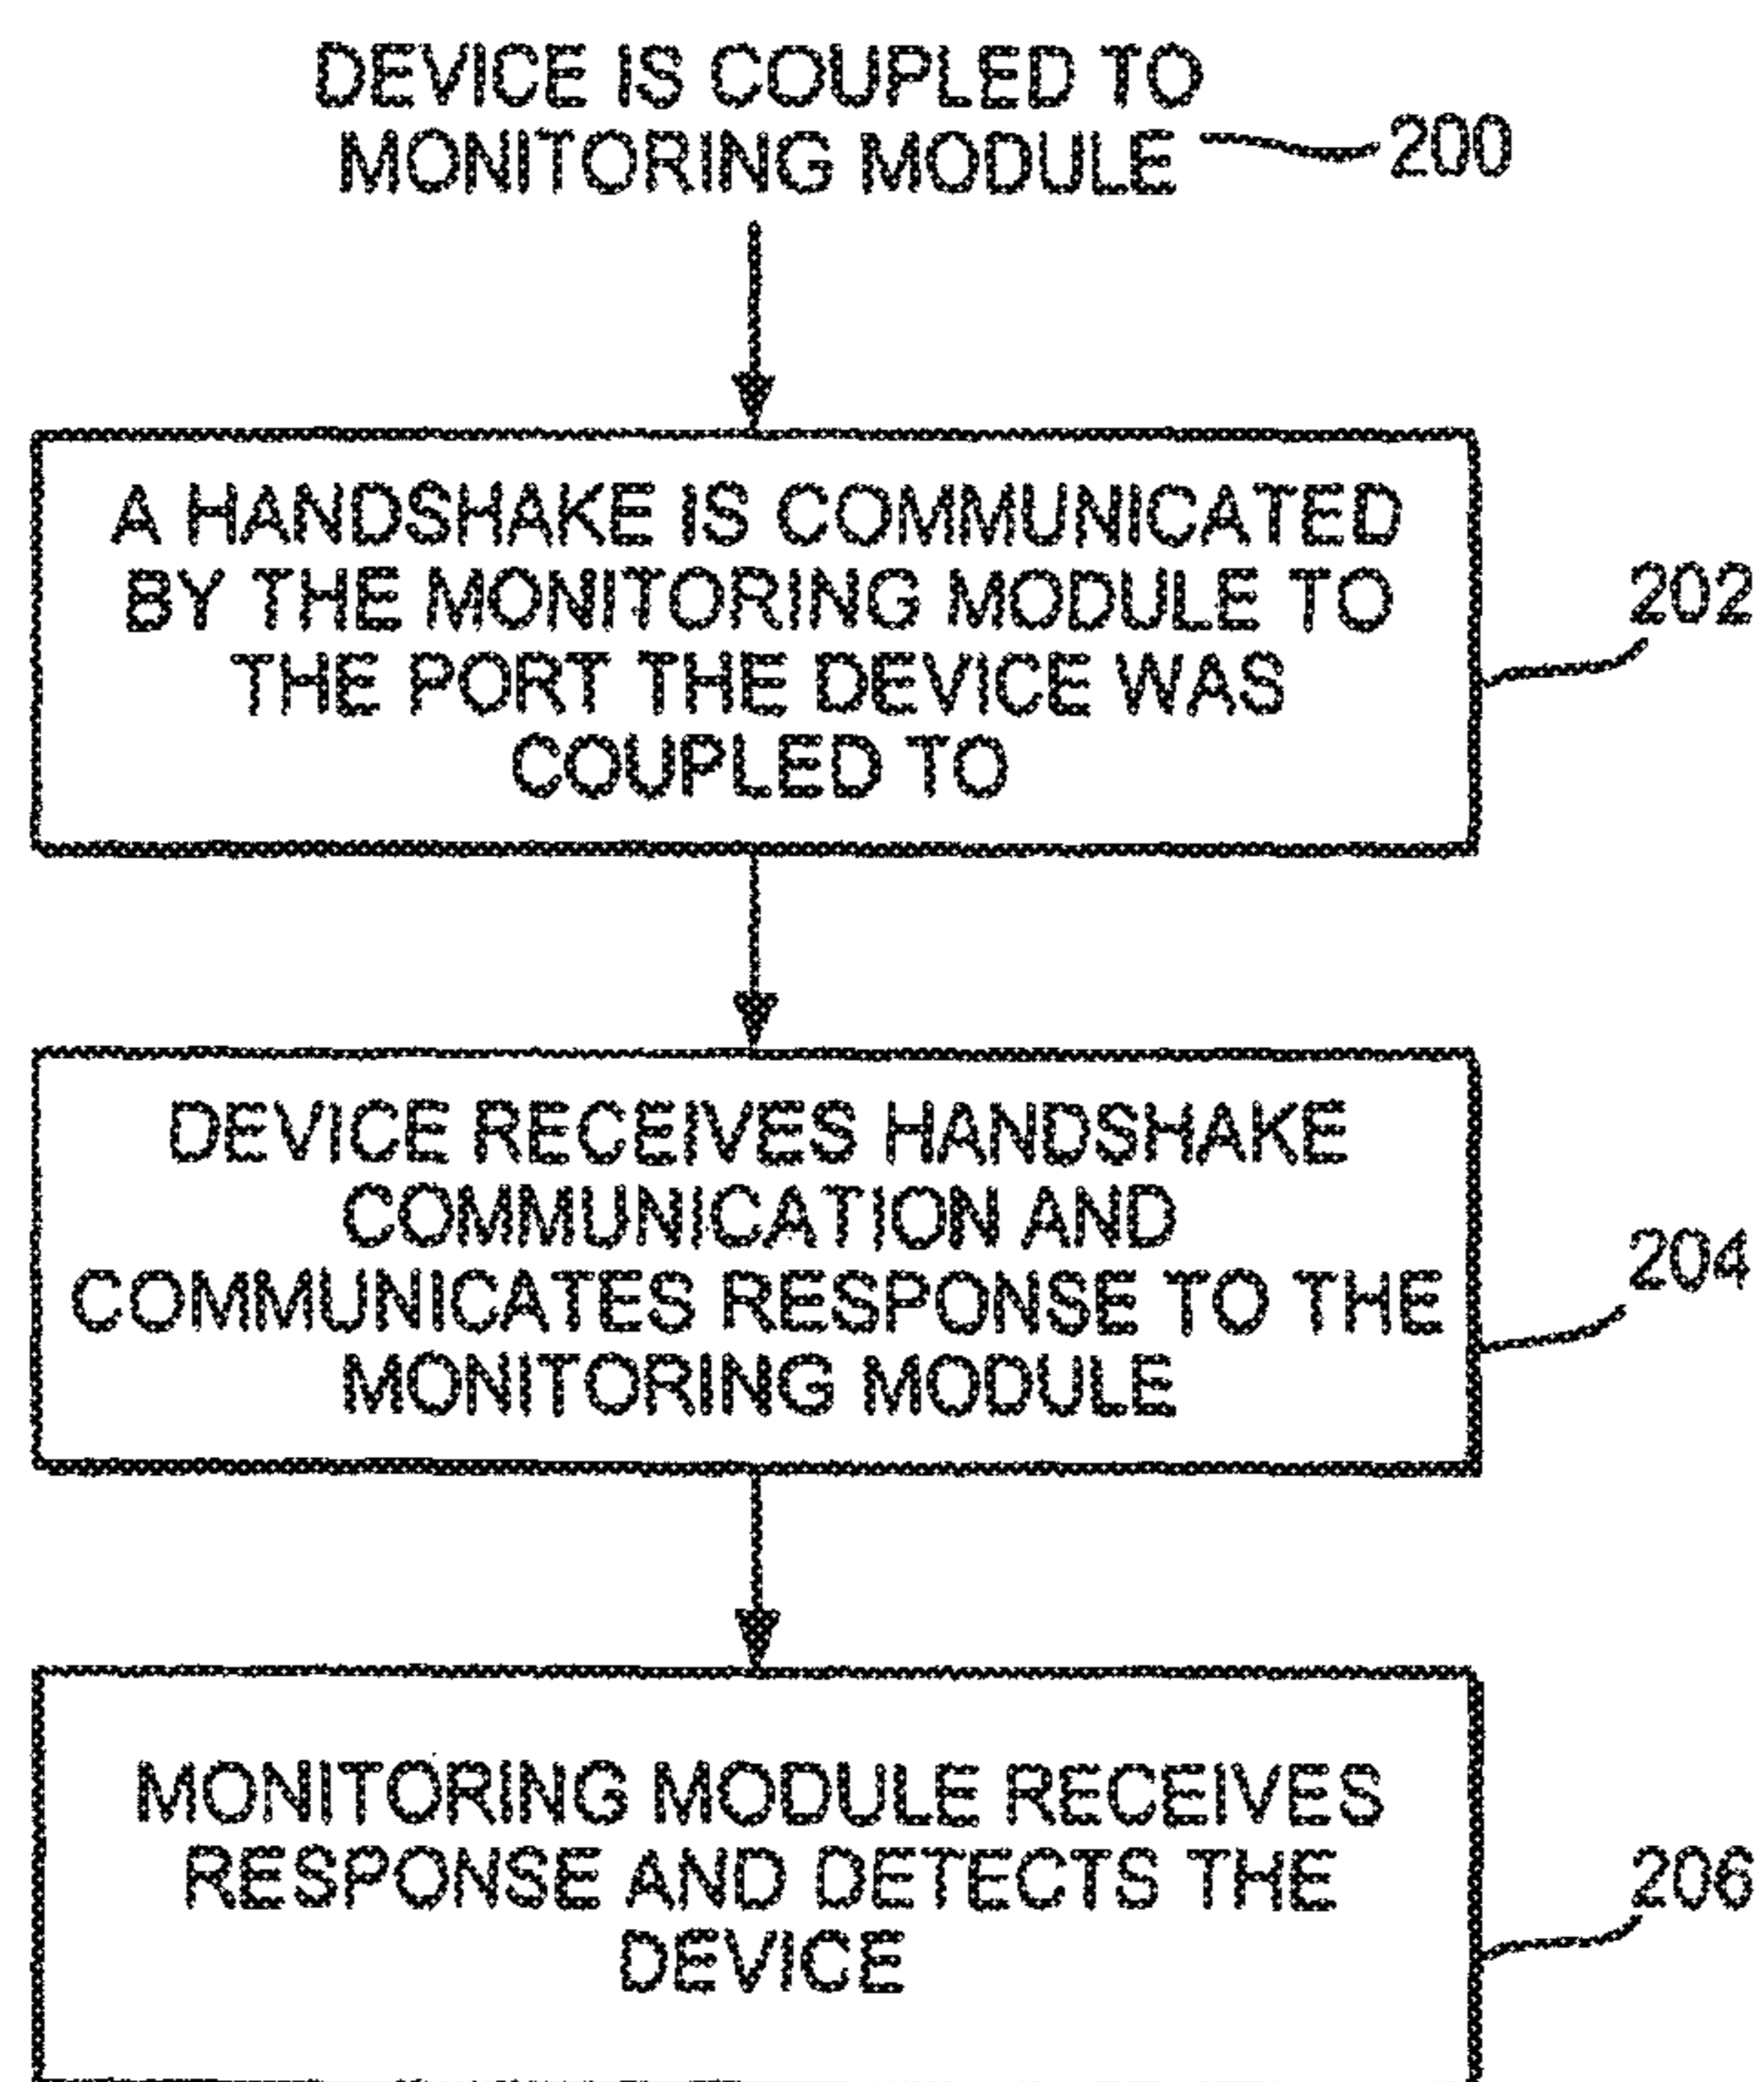 DEVICE IS COUPLED TO
MONITORING MODULE
200
A HANDSHAKE IS COMMUNICATED
BY THE MONITORING MODULE TO
THE PORT THE DEVICE WAS
COUPLED TO
202
DEVICE RECEIVES HANDSHAKE
COMMUNICATION AND
COMMUNICATES RESPONSE TO THE
MONITORING MODULE
204
MONITORING MODULE RECEIVES
RESPONSE AND DETECTS THE
DEVICE
206